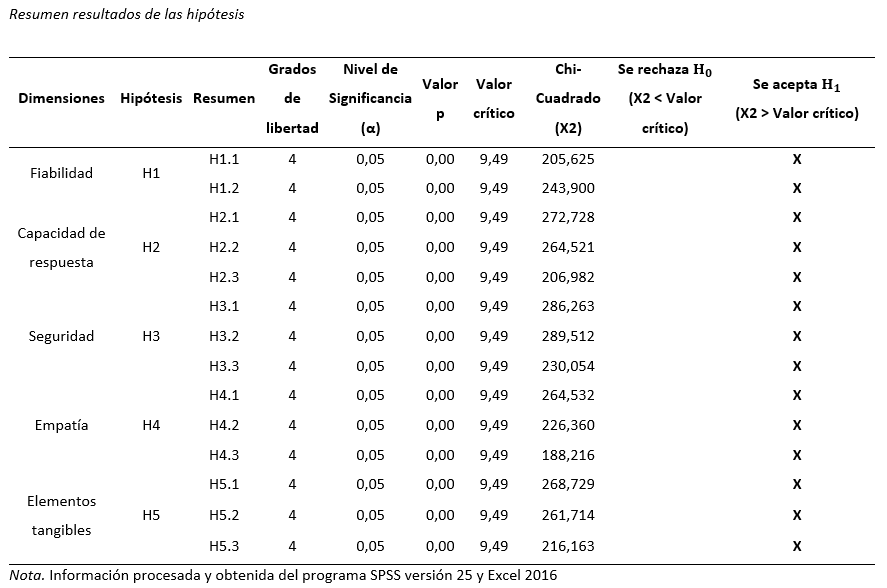 Resumen resultados de las hipótesis
Dimensiones Hipótesis Resumen Grados de libertad Nivel de Significancia (α) Valor p Valor crítico Chi-Cuadrado (X2) Se rechaza H₀ (X2 < Valor crítico) Se acepta H₁ (X2 > Valor crítico)
Fiabilidad H1 H1.1 4 0,05 0,00 9,49 205,625 X
H1.2 4 0,05 0,00 9,49 243,900 X
Capacidad de respuesta H2 H2.1 4 0,05 0,00 9,49 272,728 X
H2.2 4 0,05 0,00 9,49 264,521 X
H2.3 4 0,05 0,00 9,49 206,982 X
Seguridad H3 H3.1 4 0,05 0,00 9,49 286,263 X
H3.2 4 0,05 0,00 9,49 289,512 X
H3.3 4 0,05 0,00 9,49 230,054 X
Empatía H4 H4.1 4 0,05 0,00 9,49 264,532 X
H4.2 4 0,05 0,00 9,49 226,360 X
H4.3 4 0,05 0,00 9,49 188,216 X
Elementos tangibles H5 H5.1 4 0,05 0,00 9,49 268,729 X
H5.2 4 0,05 0,00 9,49 261,714 X
H5.3 4 0,05 0,00 9,49 216,163 X
Nota. Información procesada y obtenida del programa SPSS versión 25 y Excel 2016